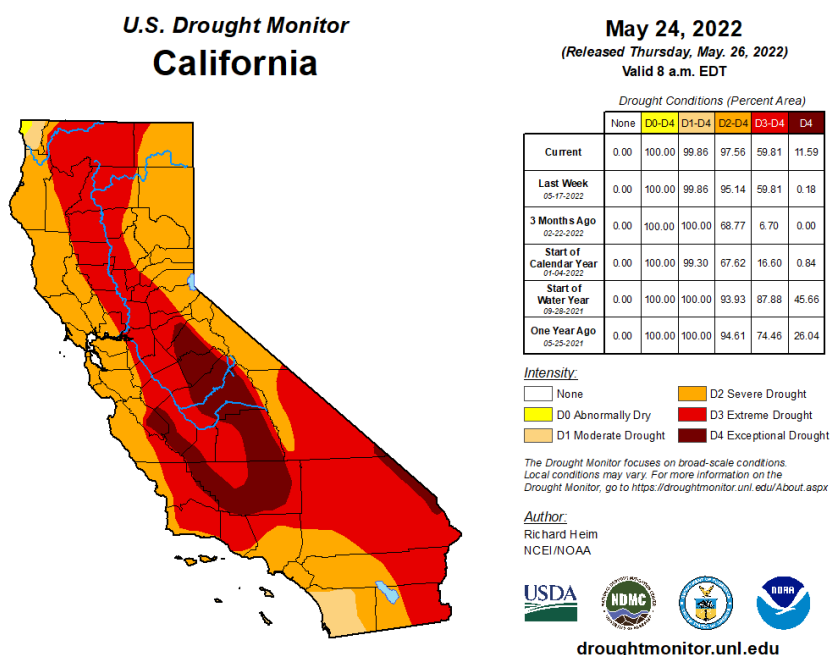 U.S. Drought Monitor
California
May 24, 2022
(Released Thursday, May. 26, 2022)
Valid 8 a.m. EDT
Drought Conditions (Percent Area)
None D0-D4 D1-D4 D2-D4 D3-D4 D4
Current 0.00 100.00 99.86 97.56 59.81 11.59
Last Week
05-17-2022 0.00 100.00 99.86 95.14 59.81 0.18
3 Months Ago
02-22-2022 0.00 100.00 100.00 68.77 6.70 0.00
Start of
Calendar Year
01-04-2022 0.00 100.00 99.30 67.62 16.60 0.84
Start of
Water Year
09-28-2021 0.00 100.00 100.00 93.93 87.88 45.66
One Year Ago
05-25-2021 0.00 100.00 100.00 94.61 74.46 26.04
Intensity:
None
D0 Abnormally Dry
D1 Moderate Drought
D2 Severe Drought
D3 Extreme Drought
D4 Exceptional Drought
The Drought Monitor focuses on broad-scale conditions.
Local conditions may vary. For more information on the
Drought Monitor, go to https://droughtmonitor.unl.edu/About.aspx
Author:
Richard Heim
NCEI/NOAA
USDA
NDMC
NOAA
droughtmonitor.unl.edu